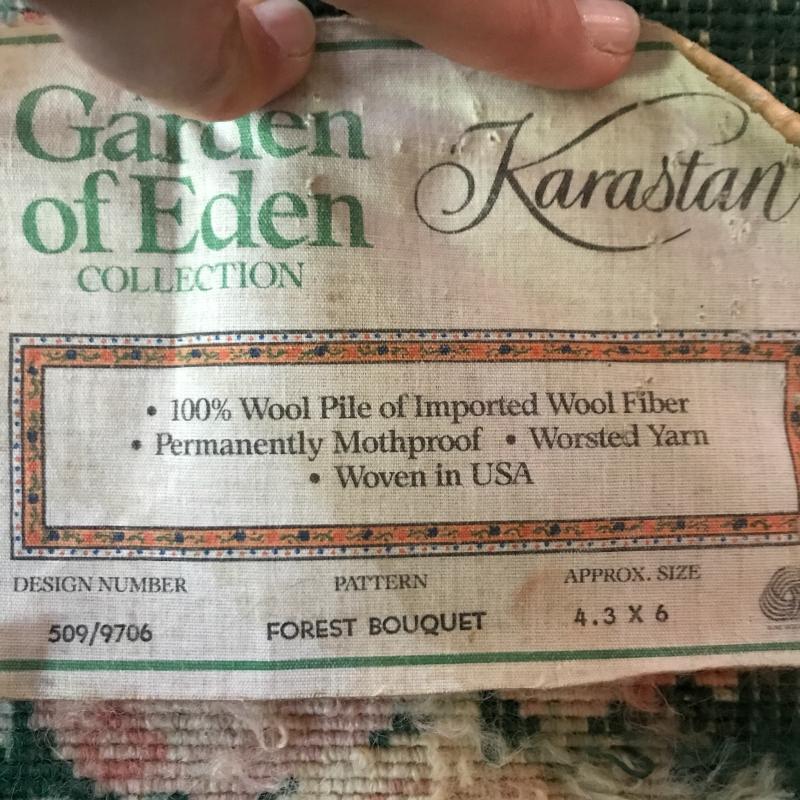 Garden
of Eden
COLLECTION
Karastan
• 100% Wool Pile of Imported Wool Fiber
• Permanently Mothproof • Worsted Yarn
• Woven in USA
DESIGN NUMBER PATTERN APPROX. SIZE
509/9706 FOREST BOUQUET 4.3 X 6